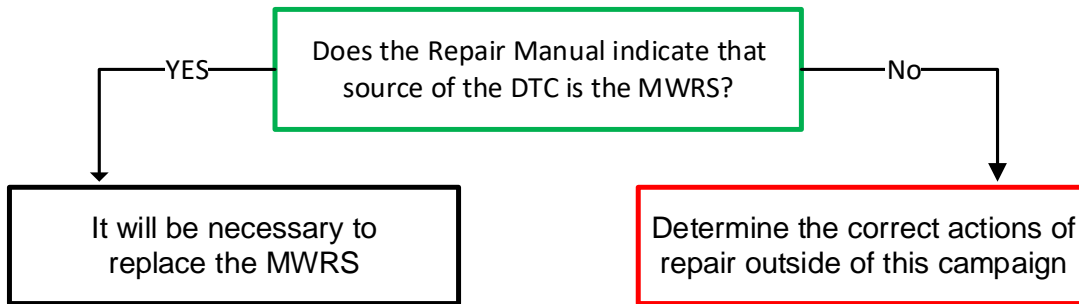 Does the Repair Manual indicate that
source of the DTC is the MWRS?
YES
No
It will be necessary to
replace the MWRS
Determine the correct actions of
repair outside of this campaign